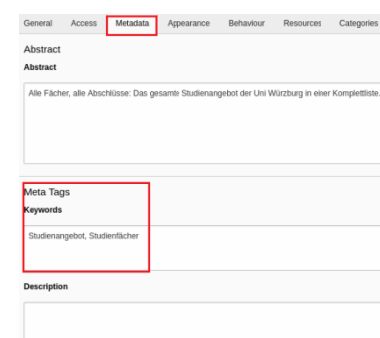 General Access Metadata Appearance Behaviour Resources Categories
Abstract
Abstract
Alle Fächer, alle Abschlüsse: Das gesamte Studienangebot der Uni Würzburg in einer Komplettliste.
Meta Tags
Keywords
Studienangebot, Studienfächer
Description